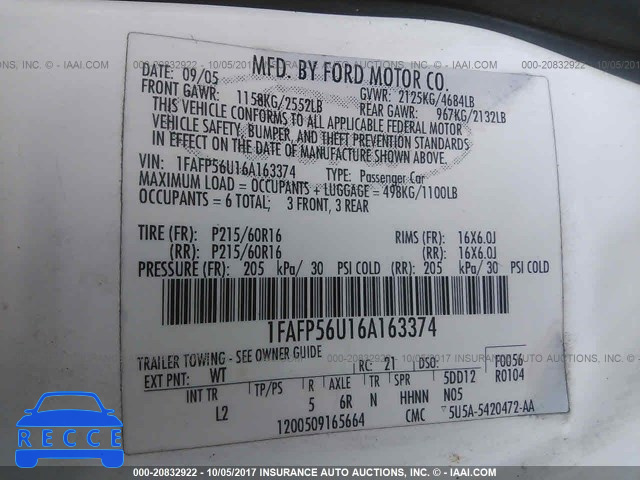 000-20832922 - 10/05/2017 INSURANCE AUTO AUCTIONS, INC. - © IAAI.COM
DATE: 09/05
MFD. BY FORD MOTOR CO.
FRONT GAWR: 1158KG/2552LB
GVWR: 2125KG/4684LB
REAR GAWR: 967KG/2132LB
THIS VEHICLE CONFORMS TO ALL APPLICABLE FEDERAL MOTOR
VEHICLE SAFETY, BUMPER, AND THEFT PREVENTION STANDARDS
IN EFFECT ON THE DATE OF MANUFACTURE SHOWN ABOVE.
VIN: 1FAFP56U16A163374 TYPE: Passenger Car
MAXIMUM LOAD = OCCUPANTS + LUGGAGE = 498KG/1100LB
OCCUPANTS = 6 TOTAL; 3 FRONT, 3 REAR
TIRE (FR): P215/60R16 RIMS (FR): 16X6.0J
(RR): P215/60R16 (RR): 16X6.0J
PRESSURE (FR): 205 kPa/ 30 PSI COLD (RR): 205 kPa/ 30 PSI COLD
1FAFP56U16A163374
TRAILER TOWING - SEE OWNER GUIDE
EXT PNT: WT RC: 21 DSO: F0056
R0104
INT TR TP/PS R AXLE TR SPR 5DD12
L2 5 6R N HHNN N05
1200509165664 CMC 5U5A-5420472-AA
RECCE
000-20832922 - 10/05/2017 INSURANCE AUTO AUCTIONS, INC. - © IAAI.COM